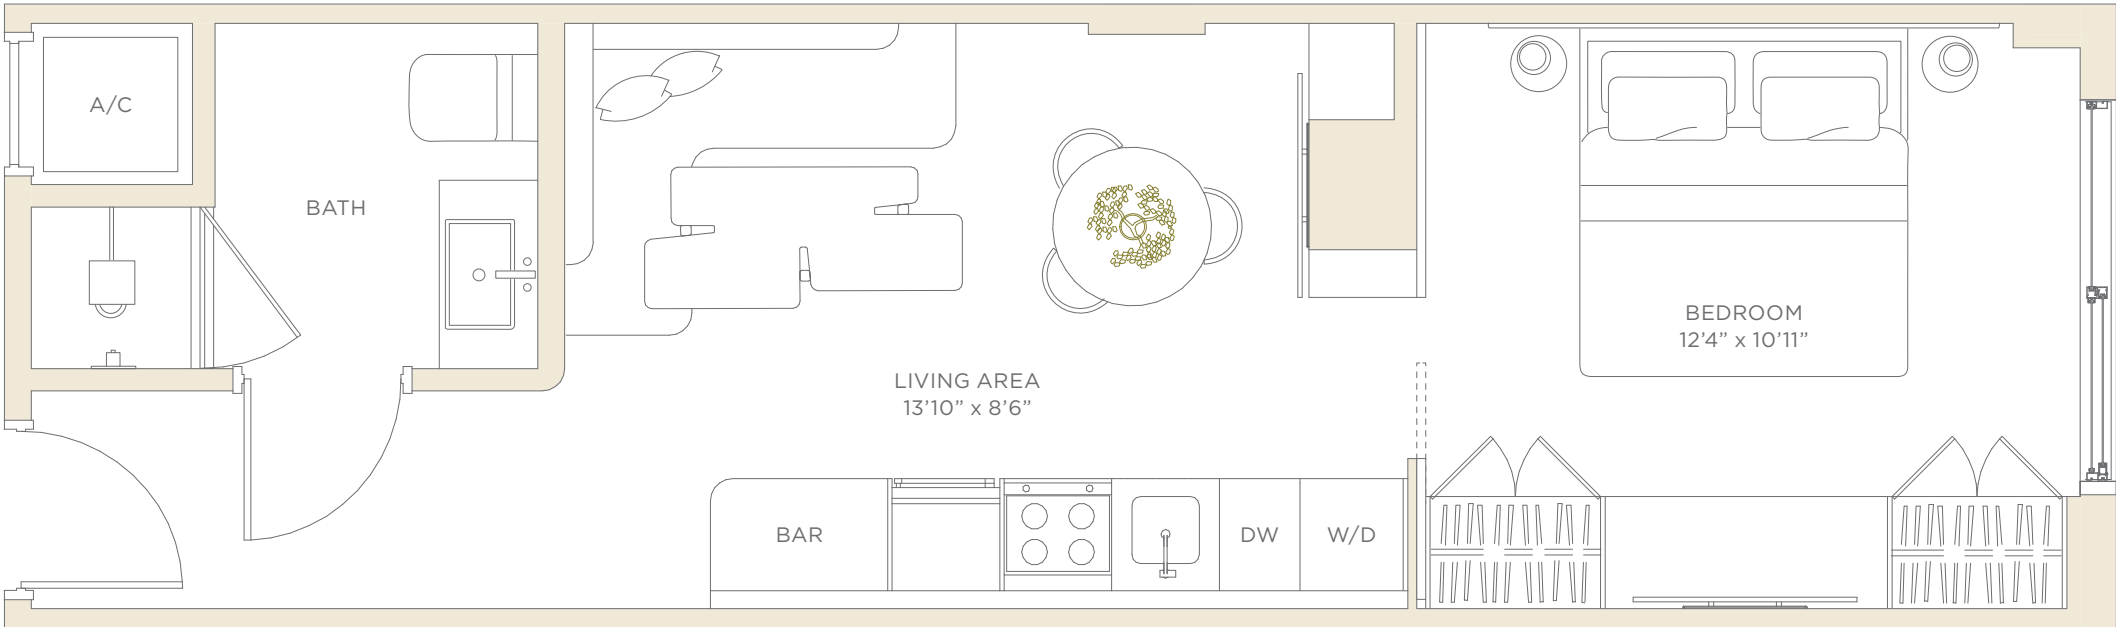 A/C
BATH
BEDROOM
12’4” x 10’11”
LIVING AREA
13’10” x 8’6”
BAR
DW
W/D